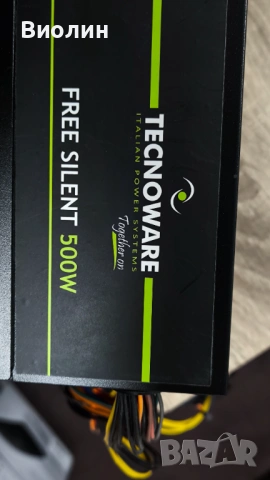 Виолин
TECNOWARE
ITALIAN POWER SYSTEMS
Together on
FREE SILENT 500W
BAZAR